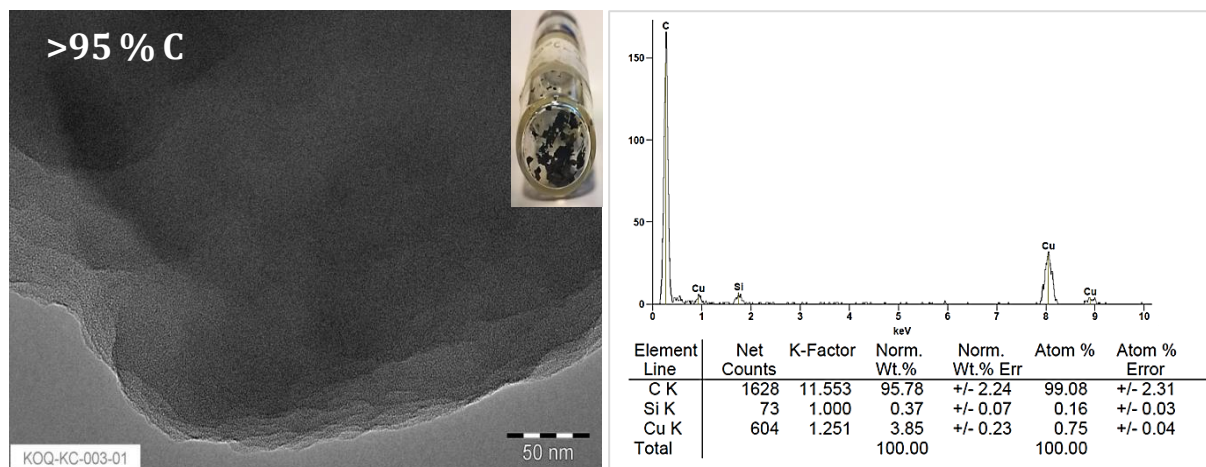 >95 % C
50 nm
KOQ-KC-003-01
C
Cu
Si
Cu
Cu
150
100
50
0
0 1 2 3 4 5 6 7 8 9 10
keV
Element Line Net Counts K-Factor Norm. Wt.% Norm. Wt.% Err Atom % Atom % Error
C K 1628 11.553 95.78 +/- 2.24 99.08 +/- 2.31
Si K 73 1.000 0.37 +/- 0.07 0.16 +/- 0.03
Cu K 604 1.251 3.85 +/- 0.23 0.75 +/- 0.04
Total 100.00 100.00